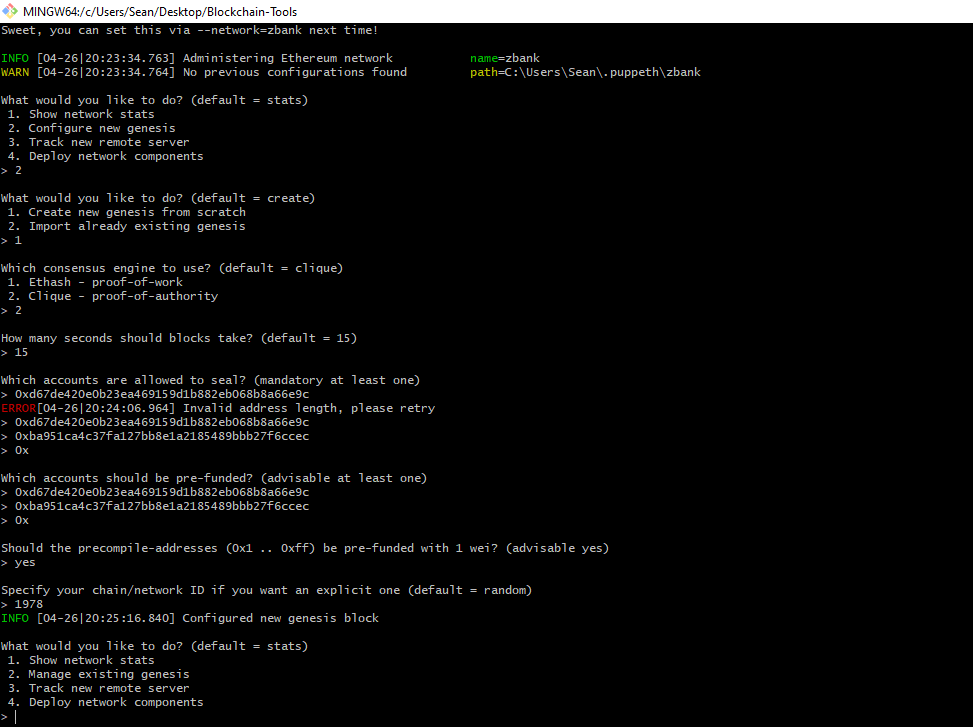 MINGW64:/c/Users/Sean/Desktop/Blockchain-Tools
Sweet, you can set this via --network=zbank next time!
INFO [04-26|20:23:34.763] Administering Ethereum network name=zbank
WARN [04-26|20:23:34.764] No previous configurations found path=C:\Users\Sean\.puppeth\zbank
What would you like to do? (default = stats)
1. Show network stats
2. Configure new genesis
3. Track new remote server
4. Deploy network components
> 2
What would you like to do? (default = create)
1. Create new genesis from scratch
2. Import already existing genesis
> 1
Which consensus engine to use? (default = clique)
1. Ethash - proof-of-work
2. Clique - proof-of-authority
> 2
How many seconds should blocks take? (default = 15)
> 15
Which accounts are allowed to seal? (mandatory at least one)
> 0xd67de420e0b23ea469159d1b882eb068b8a66e9c
ERROR[04-26|20:24:06.964] Invalid address length, please retry
> 0xd67de420e0b23ea469159d1b882eb068b8a66e9c
> 0xba951ca4c37fa127bb8e1a2185489bbb27f6ccec
> 0x
Which accounts should be pre-funded? (advisable at least one)
> 0xd67de420e0b23ea469159d1b882eb068b8a66e9c
> 0xba951ca4c37fa127bb8e1a2185489bbb27f6ccec
> 0x
Should the precompile-addresses (0x1 .. 0xff) be pre-funded with 1 wei? (advisable yes)
> yes
Specify your chain/network ID if you want an explicit one (default = random)
> 1978
INFO [04-26|20:25:16.840] Configured new genesis block
What would you like to do? (default = stats)
1. Show network stats
2. Manage existing genesis
3. Track new remote server
4. Deploy network components
>